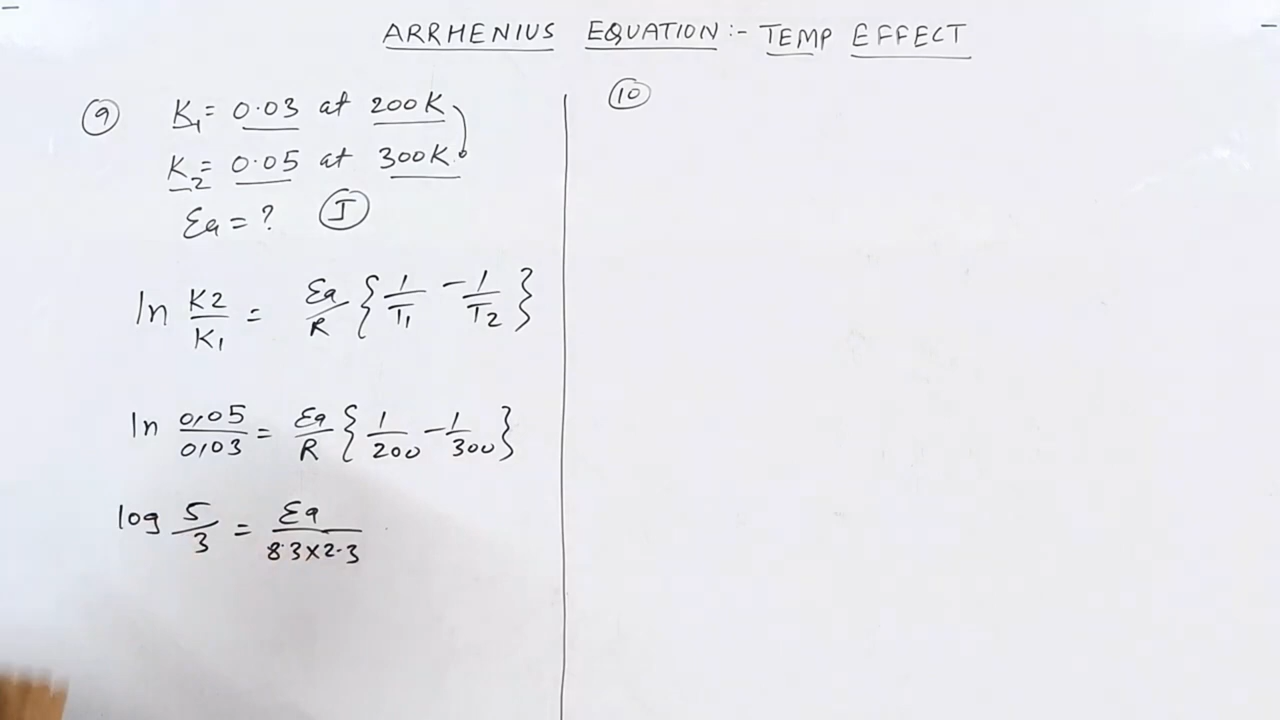 ARRHENIUS EQUATION :- TEMP EFFECT
9 K1 = 0.03 at 200K
K2 = 0.05 at 300K
Ea = ? I
ln K2/K1 = Ea/R {1/T1 - 1/T2}
ln 0,05/0,03 = Ea/R {1/200 - 1/300}
log 5/3 = Ea/8.3x2.3
10